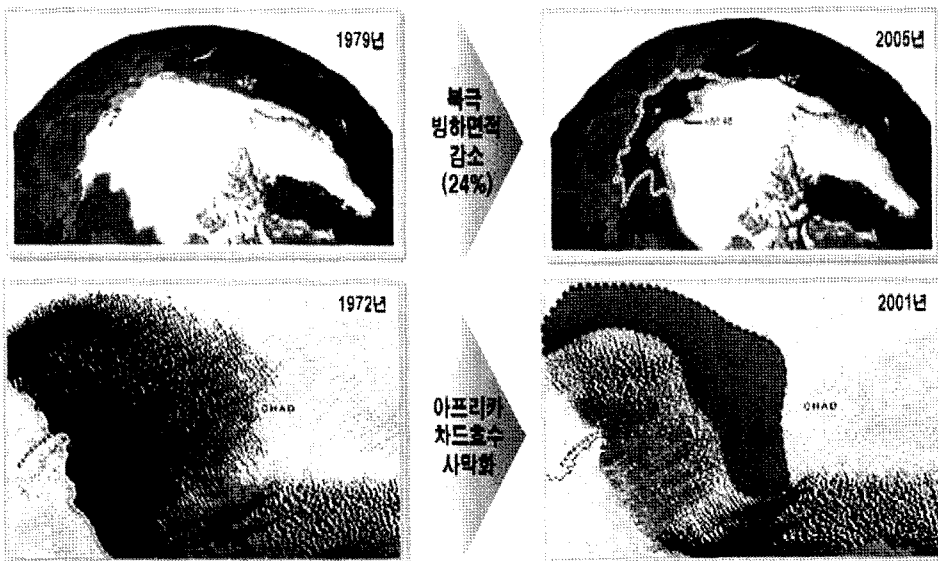 1979년
북극
빙하면적
감소
(24%)
2005년
1972년
CHAD
아프리카
차드호수
사막화
2001년
CHAD